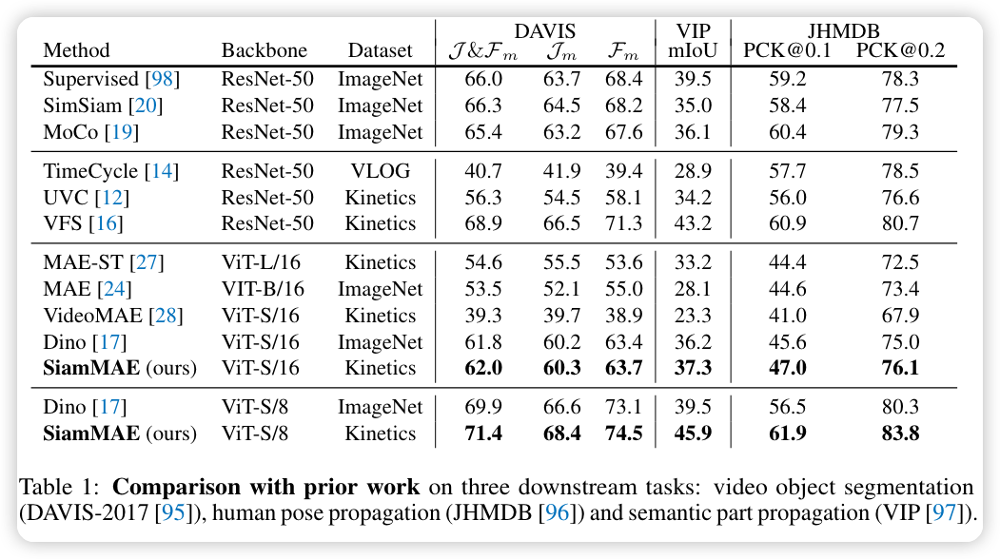 DAVIS VIP JHMDB
Method Backbone Dataset J&Fm Jm Fm mIoU PCK@0.1 PCK@0.2
Supervised [98] ResNet-50 ImageNet 66.0 63.7 68.4 39.5 59.2 78.3
SimSiam [20] ResNet-50 ImageNet 66.3 64.5 68.2 35.0 58.4 77.5
MoCo [19] ResNet-50 ImageNet 65.4 63.2 67.6 36.1 60.4 79.3
TimeCycle [14] ResNet-50 VLOG 40.7 41.9 39.4 28.9 57.7 78.5
UVC [12] ResNet-50 Kinetics 56.3 54.5 58.1 34.2 56.0 76.6
VFS [16] ResNet-50 Kinetics 68.9 66.5 71.3 43.2 60.9 80.7
MAE-ST [27] ViT-L/16 Kinetics 54.6 55.5 53.6 33.2 44.4 72.5
MAE [24] VIT-B/16 ImageNet 53.5 52.1 55.0 28.1 44.6 73.4
VideoMAE [28] ViT-S/16 Kinetics 39.3 39.7 38.9 23.3 41.0 67.9
Dino [17] ViT-S/16 ImageNet 61.8 60.2 63.4 36.2 45.6 75.0
SiamMAE (ours) ViT-S/16 Kinetics 62.0 60.3 63.7 37.3 47.0 76.1
Dino [17] ViT-S/8 ImageNet 69.9 66.6 73.1 39.5 56.5 80.3
SiamMAE (ours) ViT-S/8 Kinetics 71.4 68.4 74.5 45.9 61.9 83.8
Table 1: Comparison with prior work on three downstream tasks: video object segmentation
(DAVIS-2017 [95]), human pose propagation (JHMDB [96]) and semantic part propagation (VIP [97]).